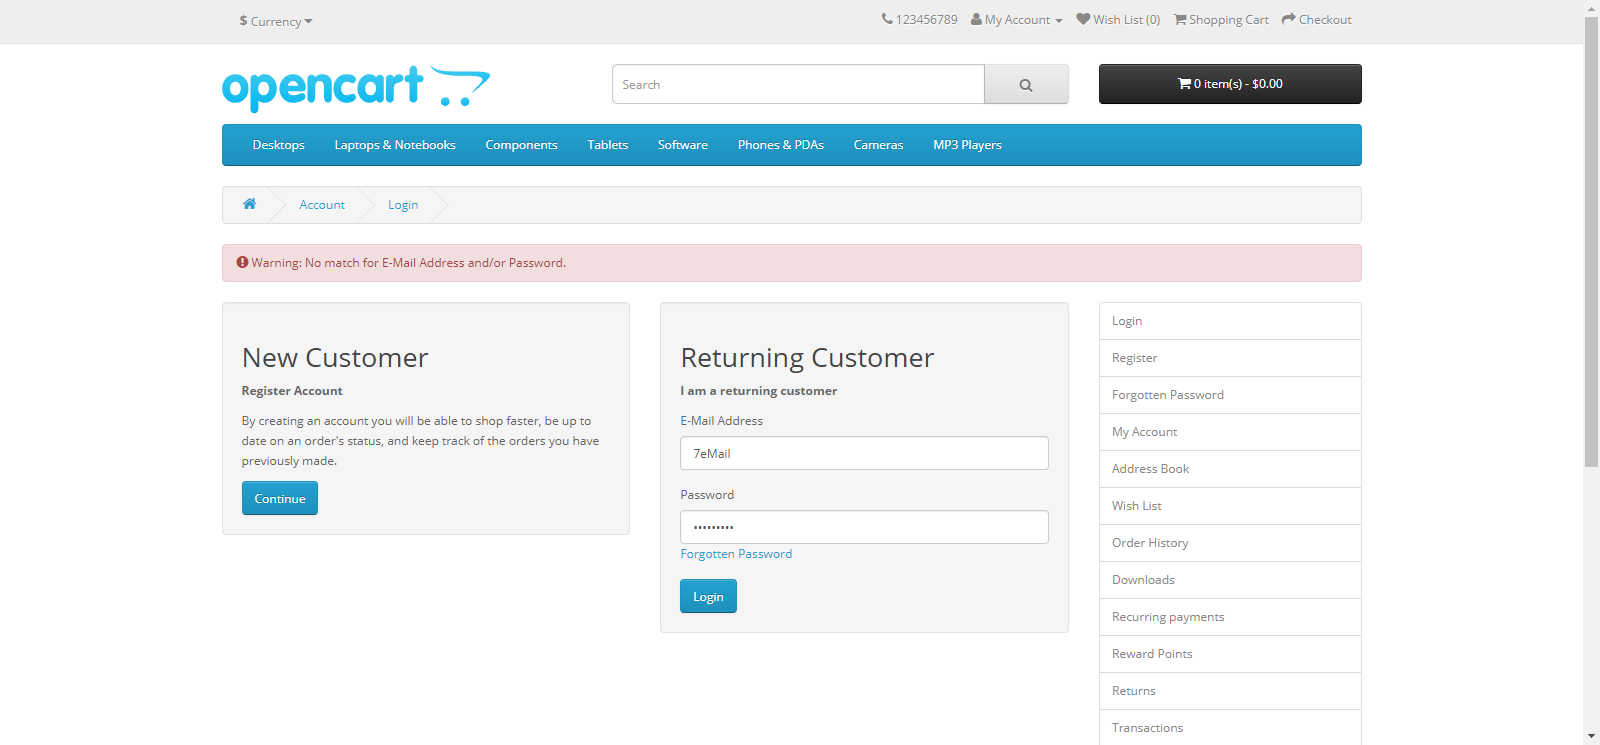 $ Currency
123456789 My Account Wish List (0) Shopping Cart Checkout
opencart
Search
0 item(s) - $0.00
Desktops Laptops & Notebooks Components Tablets Software Phones & PDAs Cameras MP3 Players
Account Login
Warning: No match for E-Mail Address and/or Password.
New Customer
Register Account
By creating an account you will be able to shop faster, be up to
date on an order's status, and keep track of the orders you have
previously made.
Continue
Returning Customer
I am a returning customer
E-Mail Address
7eMail
Password
•••••••••
Forgotten Password
Login
Login
Register
Forgotten Password
My Account
Address Book
Wish List
Order History
Downloads
Recurring payments
Reward Points
Returns
Transactions